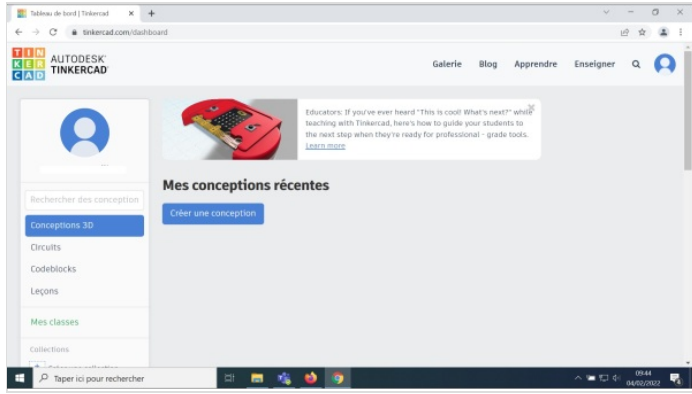 Tableau de bord | Tinkercad
tinkercad.com/dashboard
TIN
KER
CAD
AUTODESK
TINKERCAD
Galerie Blog Apprendre Enseigner
Educators: If you've ever heard "This is cool! What's next?" while
teaching with Tinkercad, here's how to guide your students to
the next step when they're ready for professional - grade tools.
Learn more
Rechercher des conception
Conceptions 3D
Circuits
Codeblocks
Leçons
Mes classes
Collections
Mes conceptions récentes
Créer une conception
Taper ici pour rechercher
09:44
04/02/2022